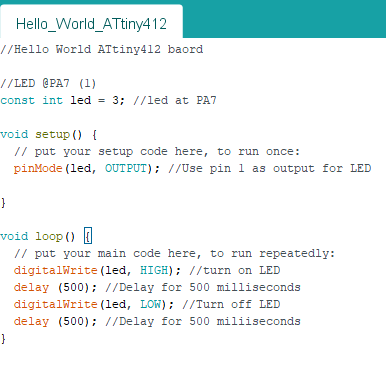 Hello_World_ATtiny412
//Hello World ATtiny412 baord
//LED @PA7 (1)
const int led = 3; //led at PA7
void setup() {
// put your setup code here, to run once:
pinMode(led, OUTPUT); //Use pin 1 as output for LED
}
void loop() {
// put your main code here, to run repeatedly:
digitalWrite(led, HIGH); //turn on LED
delay (500); //Delay for 500 milliseconds
digitalWrite(led, LOW); //Turn off LED
delay (500); //Delay for 500 miliiseconds
}